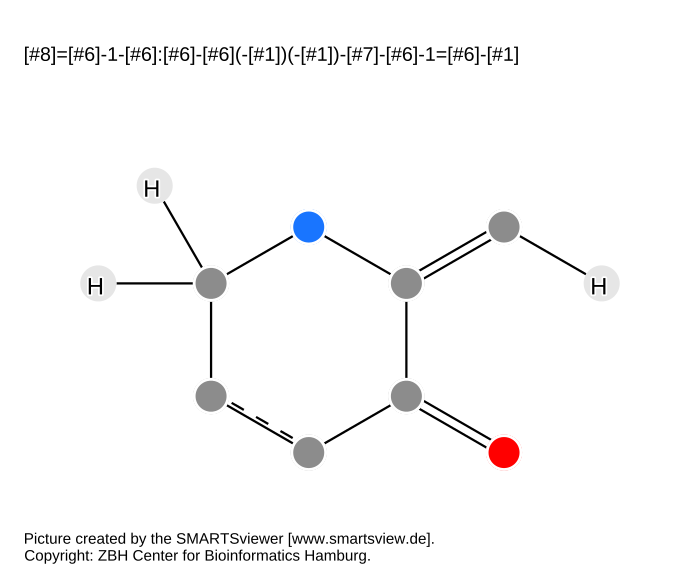 [#8]=[#6]-1-[#6]:[#6]-[#6](-[#1])(-[#1])-[#7]-[#6]-1=[#6]-[#1]
H
H
H
Picture created by the SMARTSviewer [www.smartsview.de].
Copyright: ZBH Center for Bioinformatics Hamburg.